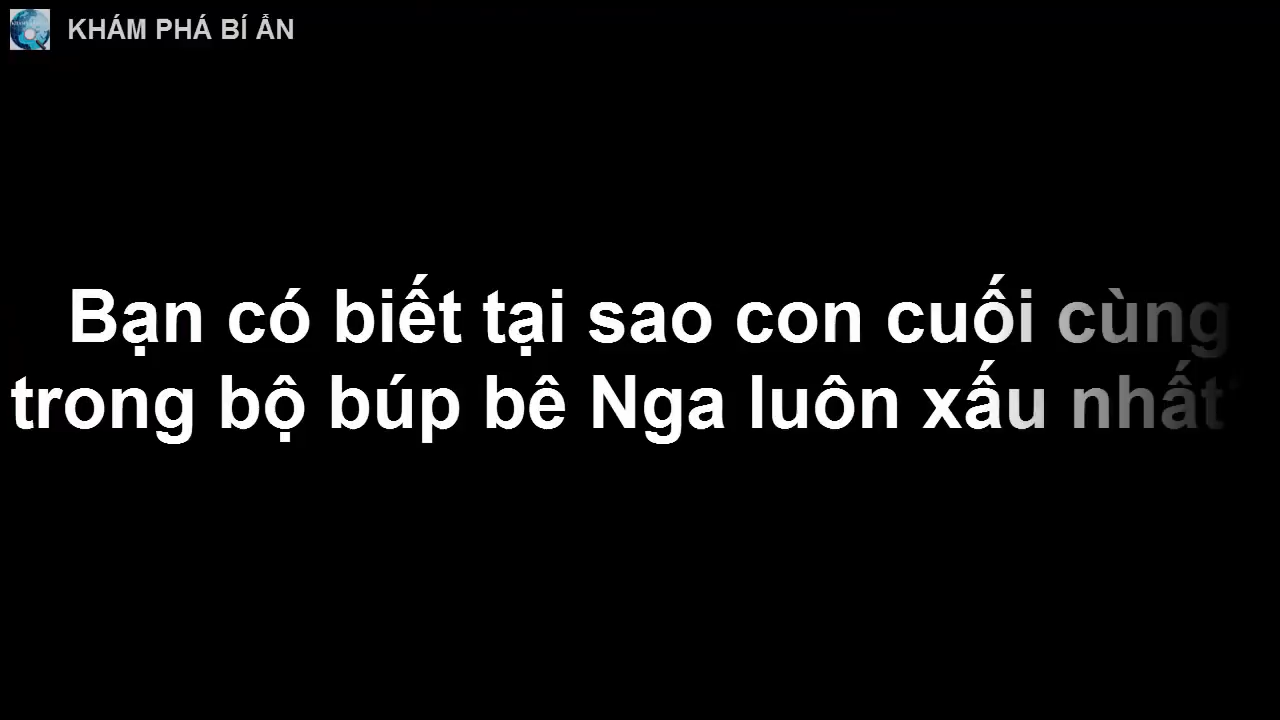 KHÁM PHÁ BÍ ẨN
Bạn có biết tại sao con cuối cùng
trong bộ búp bê Nga luôn xấu nhất?